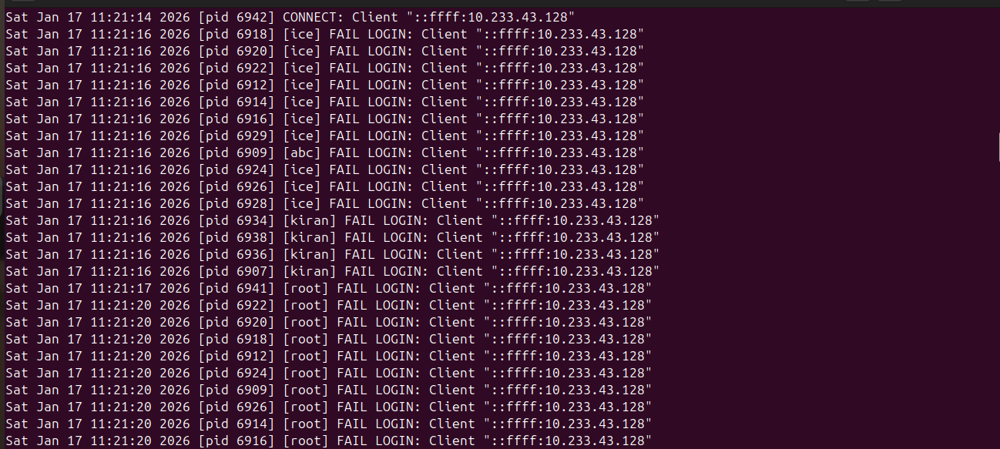 Sat Jan 17 11:21:14 2026 [pid 6942] CONNECT: Client "::ffff:10.233.43.128"
Sat Jan 17 11:21:16 2026 [pid 6918] [ice] FAIL LOGIN: Client "::ffff:10.233.43.128"
Sat Jan 17 11:21:16 2026 [pid 6920] [ice] FAIL LOGIN: Client "::ffff:10.233.43.128"
Sat Jan 17 11:21:16 2026 [pid 6922] [ice] FAIL LOGIN: Client "::ffff:10.233.43.128"
Sat Jan 17 11:21:16 2026 [pid 6912] [ice] FAIL LOGIN: Client "::ffff:10.233.43.128"
Sat Jan 17 11:21:16 2026 [pid 6914] [ice] FAIL LOGIN: Client "::ffff:10.233.43.128"
Sat Jan 17 11:21:16 2026 [pid 6916] [ice] FAIL LOGIN: Client "::ffff:10.233.43.128"
Sat Jan 17 11:21:16 2026 [pid 6929] [ice] FAIL LOGIN: Client "::ffff:10.233.43.128"
Sat Jan 17 11:21:16 2026 [pid 6909] [abc] FAIL LOGIN: Client "::ffff:10.233.43.128"
Sat Jan 17 11:21:16 2026 [pid 6924] [ice] FAIL LOGIN: Client "::ffff:10.233.43.128"
Sat Jan 17 11:21:16 2026 [pid 6926] [ice] FAIL LOGIN: Client "::ffff:10.233.43.128"
Sat Jan 17 11:21:16 2026 [pid 6928] [ice] FAIL LOGIN: Client "::ffff:10.233.43.128"
Sat Jan 17 11:21:16 2026 [pid 6934] [kiran] FAIL LOGIN: Client "::ffff:10.233.43.128"
Sat Jan 17 11:21:16 2026 [pid 6938] [kiran] FAIL LOGIN: Client "::ffff:10.233.43.128"
Sat Jan 17 11:21:16 2026 [pid 6936] [kiran] FAIL LOGIN: Client "::ffff:10.233.43.128"
Sat Jan 17 11:21:16 2026 [pid 6907] [kiran] FAIL LOGIN: Client "::ffff:10.233.43.128"
Sat Jan 17 11:21:17 2026 [pid 6941] [root] FAIL LOGIN: Client "::ffff:10.233.43.128"
Sat Jan 17 11:21:20 2026 [pid 6922] [root] FAIL LOGIN: Client "::ffff:10.233.43.128"
Sat Jan 17 11:21:20 2026 [pid 6920] [root] FAIL LOGIN: Client "::ffff:10.233.43.128"
Sat Jan 17 11:21:20 2026 [pid 6918] [root] FAIL LOGIN: Client "::ffff:10.233.43.128"
Sat Jan 17 11:21:20 2026 [pid 6912] [root] FAIL LOGIN: Client "::ffff:10.233.43.128"
Sat Jan 17 11:21:20 2026 [pid 6924] [root] FAIL LOGIN: Client "::ffff:10.233.43.128"
Sat Jan 17 11:21:20 2026 [pid 6909] [root] FAIL LOGIN: Client "::ffff:10.233.43.128"
Sat Jan 17 11:21:20 2026 [pid 6926] [root] FAIL LOGIN: Client "::ffff:10.233.43.128"
Sat Jan 17 11:21:20 2026 [pid 6914] [root] FAIL LOGIN: Client "::ffff:10.233.43.128"
Sat Jan 17 11:21:20 2026 [pid 6916] [root] FAIL LOGIN: Client "::ffff:10.233.43.128"